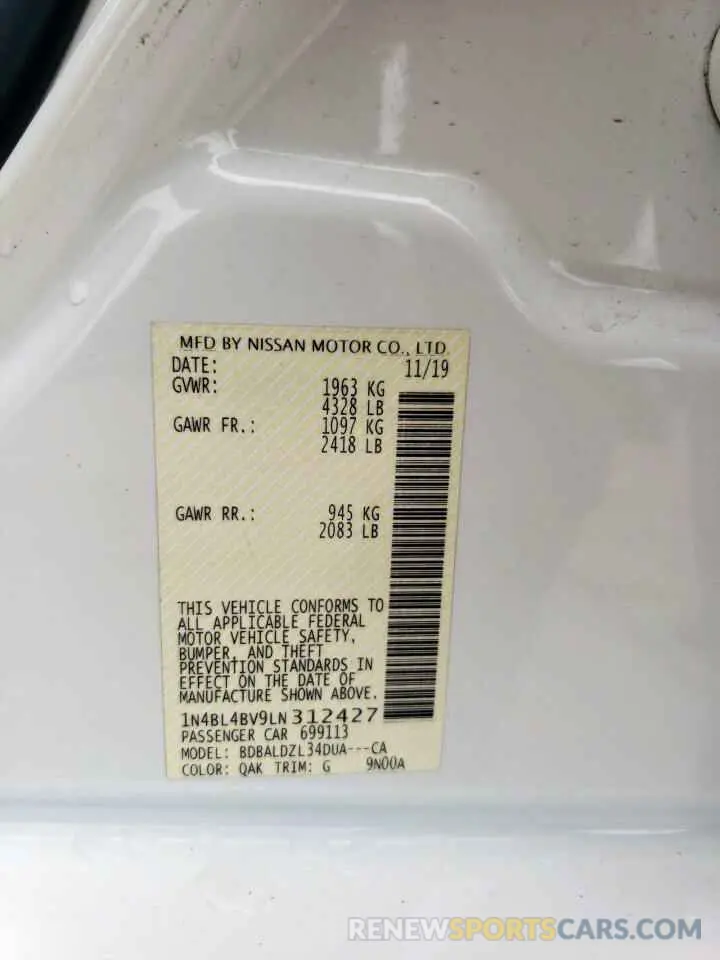 MFD BY NISSAN MOTOR CO., LTD.
DATE: 11/19
GVWR: 1963 KG
4328 LB
GAWR FR.: 1097 KG
2418 LB
GAWR RR.: 945 KG
2083 LB
THIS VEHICLE CONFORMS TO
ALL APPLICABLE FEDERAL
MOTOR VEHICLE SAFETY,
BUMPER, AND THEFT
PREVENTION STANDARDS IN
EFFECT ON THE DATE OF
MANUFACTURE SHOWN ABOVE.
1N4BL4BV9LN312427
PASSENGER CAR 699113
MODEL: BDBALDZL34DUA---CA
COLOR: QAK TRIM: G 9N00A
RENEWSPORTSCARS.COM